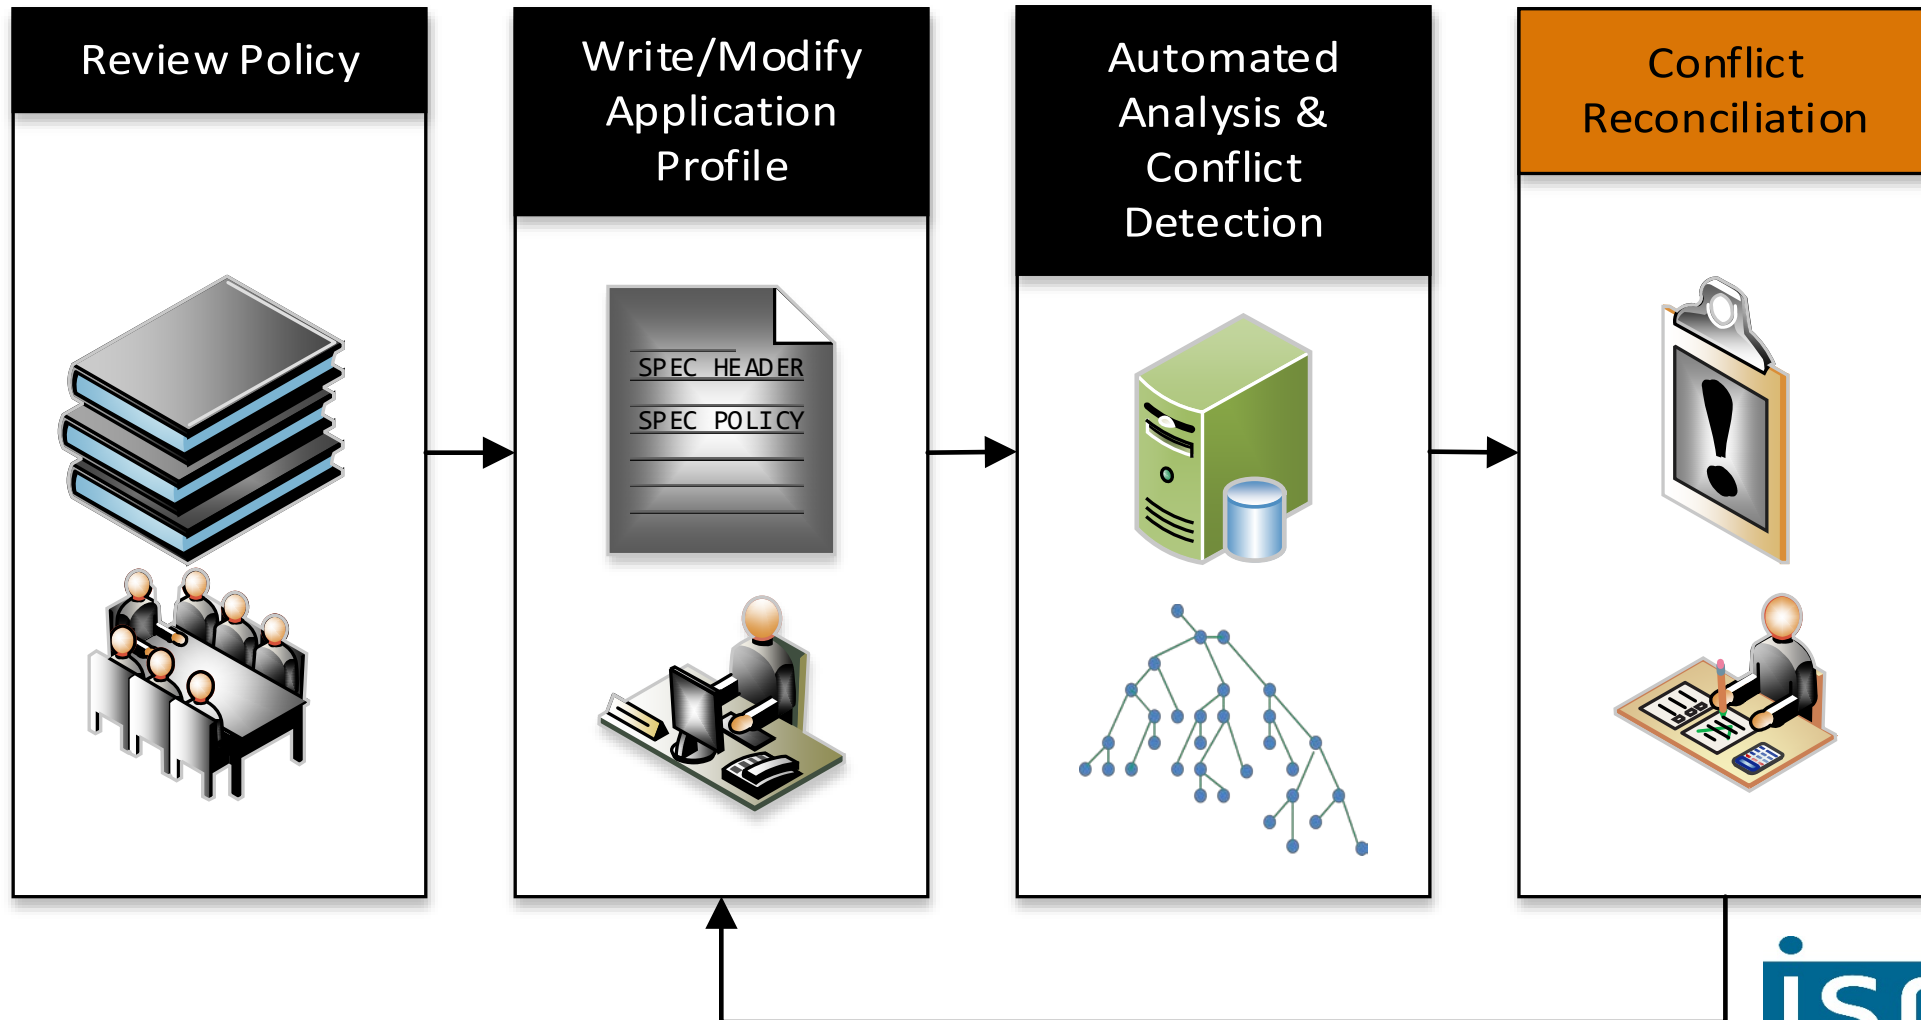 Review Policy
Write/Modify
Application
Profile
Automated
Analysis &
Conflict
Detection
Conflict
Reconciliation
SPEC HEADER
SPEC POLICY